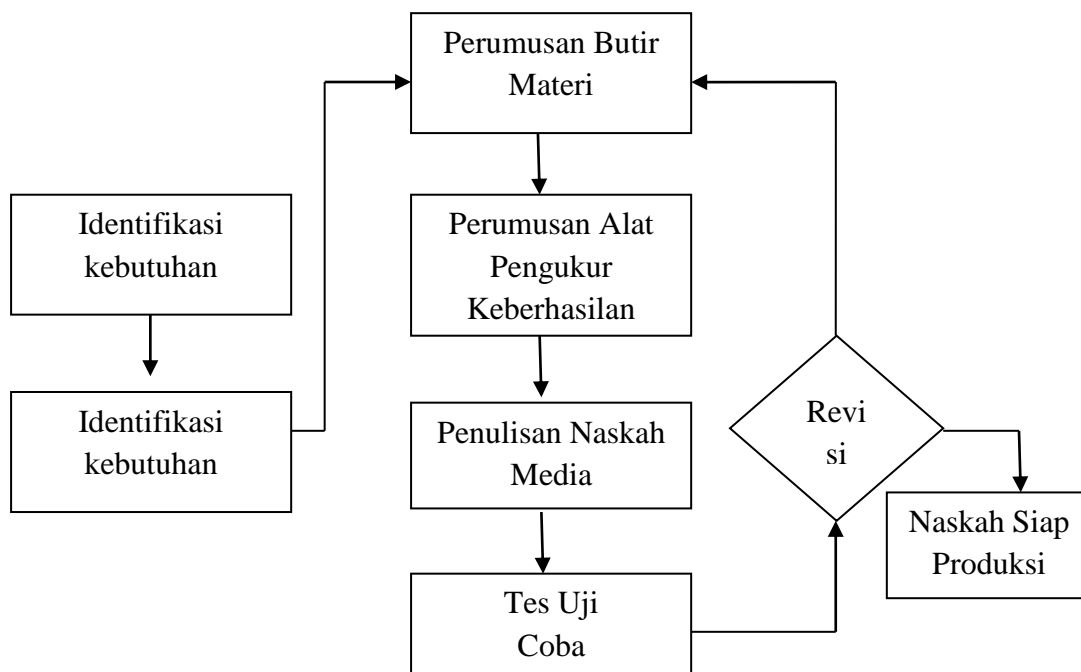 Perumusan Butir
Materi
Identifikasi
kebutuhan
Perumusan Alat
Pengukur
Keberhasilan
Identifikasi
kebutuhan
Penulisan Naskah
Media
Revi
si
Naskah Siap
Produksi
Tes Uji
Coba